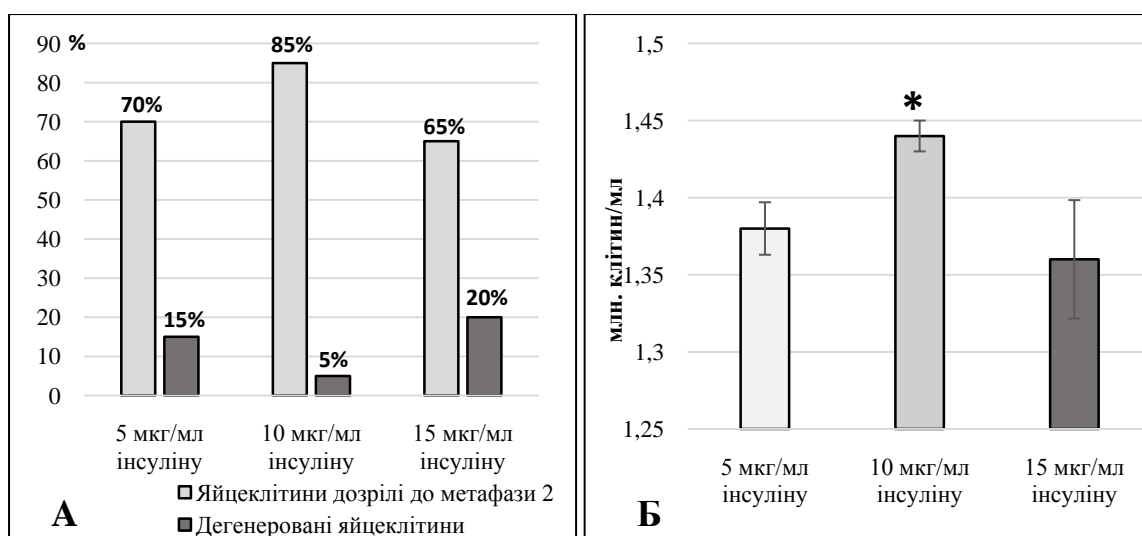 90 %
80
70
60
50
40
30
20
10
0
70%
15%
85%
5%
65%
20%
5 мкг/мл
інсуліну
10 мкг/мл
інсуліну
15 мкг/мл
інсуліну
Яйцеклітини дозрілі до метафази 2
Дегенеровані яйцеклітини
А
млн. клітин/мл
1,5
1,45
1,4
1,35
1,3
1,25
*
5 мкг/мл
інсуліну
10 мкг/мл
інсуліну
15 мкг/мл
інсуліну
Б